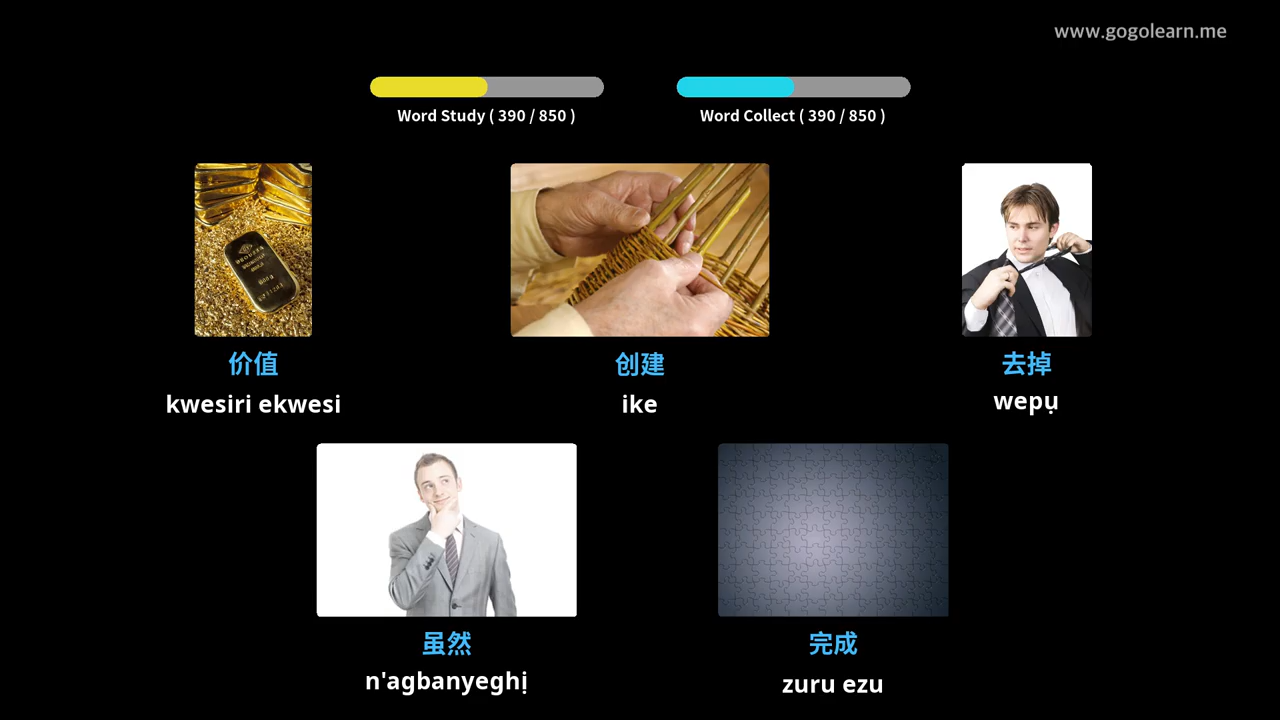 www.gogolearn.me
Word Study ( 390 / 850 )
Word Collect ( 390 / 850 )
价值
kwesiri ekwesi
创建
ike
去掉
wepụ
虽然
n'agbanyeghị
完成
zuru ezu